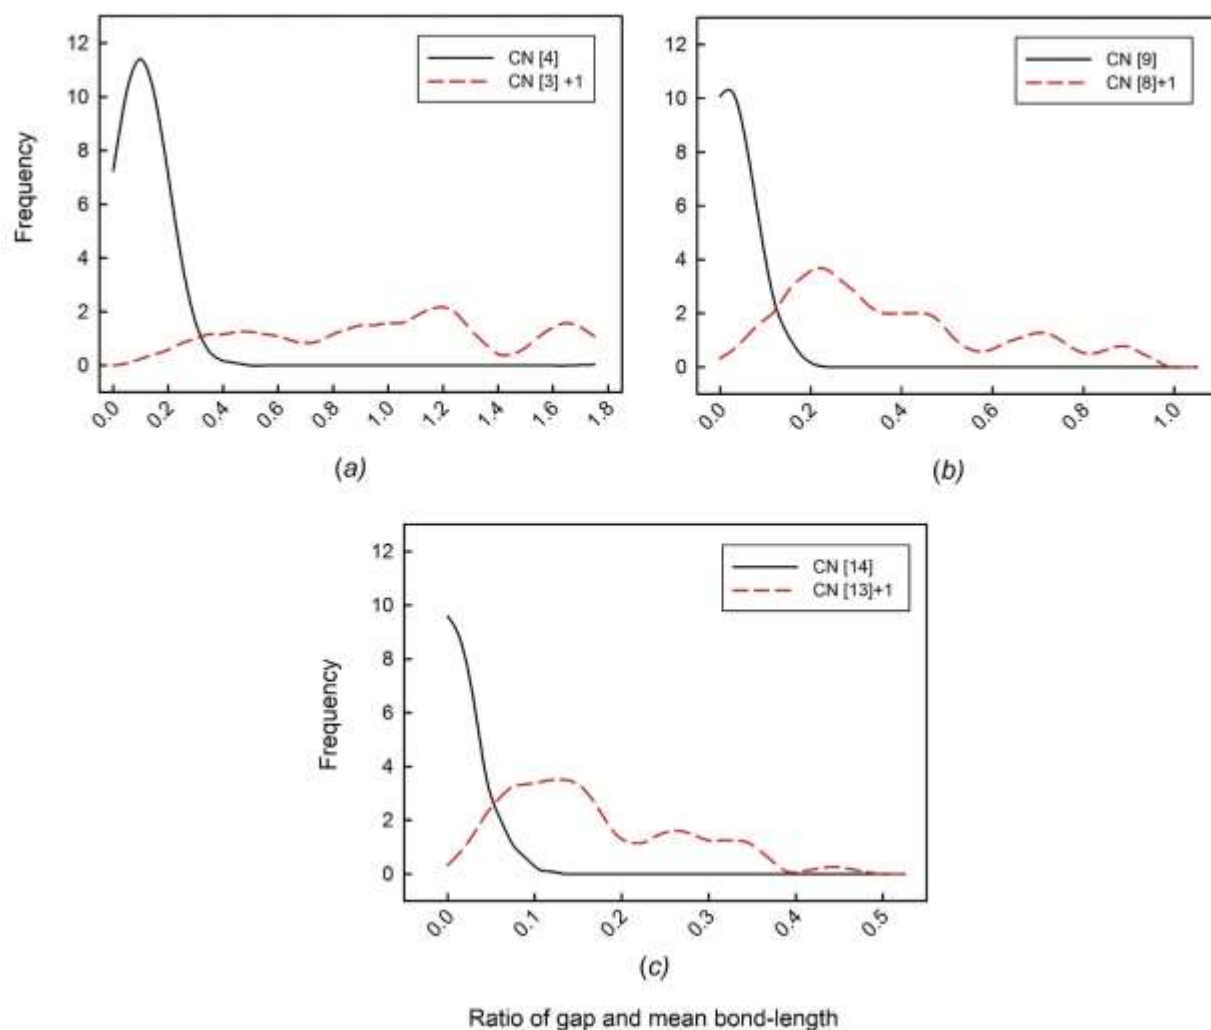 12
10
8
6
4
2
0
Frequency
CN [4]
CN [3] +1
0.0 0.2 0.4 0.6 0.8 1.0 1.2 1.4 1.6 1.8
(a)
12
10
8
6
4
2
0
CN [9]
CN [8]+1
0.0 0.2 0.4 0.6 0.8 1.0
(b)
12
10
8
6
4
2
0
Frequency
CN [14]
CN [13]+1
0.0 0.1 0.2 0.3 0.4 0.5
(c)
Ratio of gap and mean bond-length